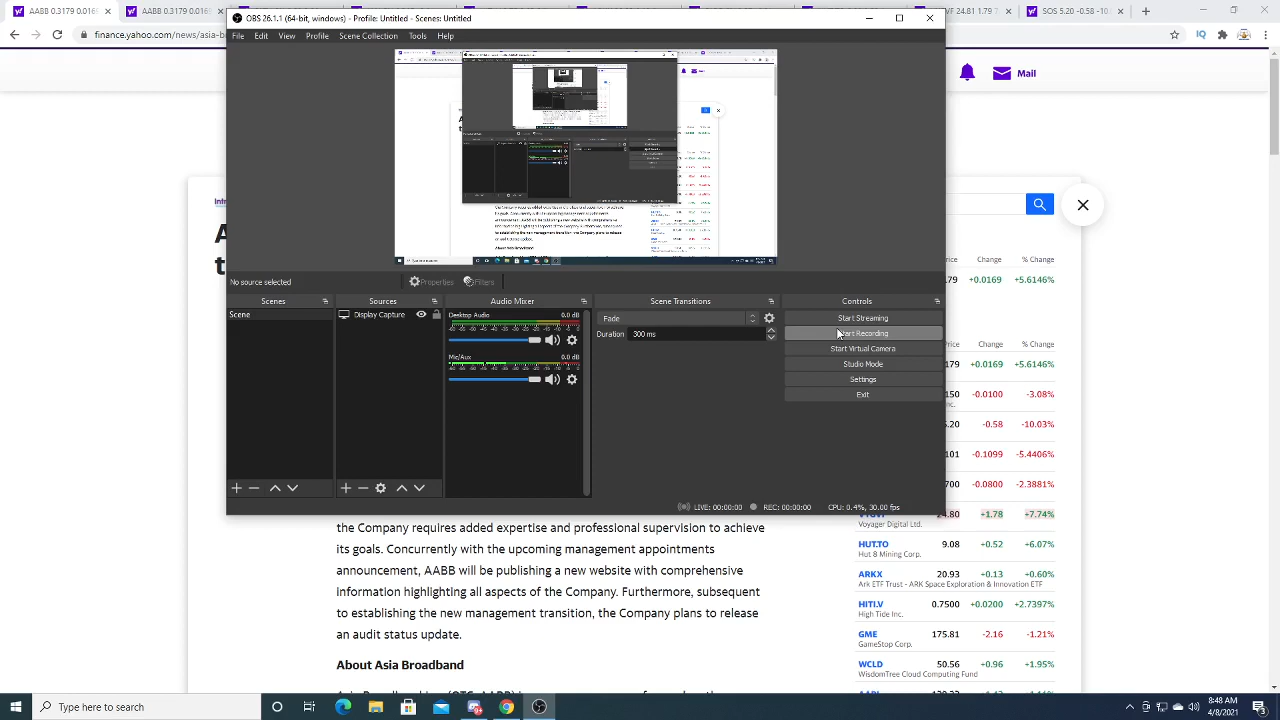 AABB 0.3179 0.0169
AABB 0.3179 0.016
SOS 5.20 -0.58 -10.
finance.yahoo.com/news/asia-b
Mail
OBS 26.1.1 (64-bit, windows) - Profile: Untitled - Scenes: Untitled
File Edit View Profile Scene Collection Tools Help
No source selected
Properties
Filters
Scenes
Sources
Audio Mixer
Scene Transitions
Controls
Scene
Display Capture
Desktop Audio 0.0 dB
Mic/Aux 0.0 dB
Fade
Duration 300 ms
Start Streaming
Start Recording
Start Virtual Camera
Studio Mode
Settings
Exit
LIVE: 00:00:00
REC: 00:00:00
CPU: 0.4%, 30.00 fps
Change % Change
179 +0.0169 +5.6146%
Price Change % Change
179 +0.0169 +5.6146%
150 -0.0100 -3.08%
nc.
.20 -0.58 -10.03%
101 -0.1099 -5.4406%
700 -0.0800 -2.3881%
24.80 +1.78 +7.74%
Voyager Digital Ltd.
HUT.TO 9.08 +0.52 +6.07%
Hut 8 Mining Corp.
ARKX 20.93 +0.13 +0.60%
Ark ETF Trust - ARK Space Exploration & Innovation ETF
HITI.V 0.7500 +0.0200 +2.7397%
High Tide Inc.
GME 175.81 -2.16 -1.21%
GameStop Corp.
WCLD 50.56 +0.96 +1.95%
WisdomTree Cloud Computing Fund
the Company requires added expertise and professional supervision to achieve
its goals. Concurrently with the upcoming management appointments
announcement, AABB will be publishing a new website with comprehensive
information highlighting all aspects of the Company. Furthermore, subsequent
to establishing the new management transition, the Company plans to release
an audit status update.
About Asia Broadband
Type here to search
8:48 AM
4/8/2021